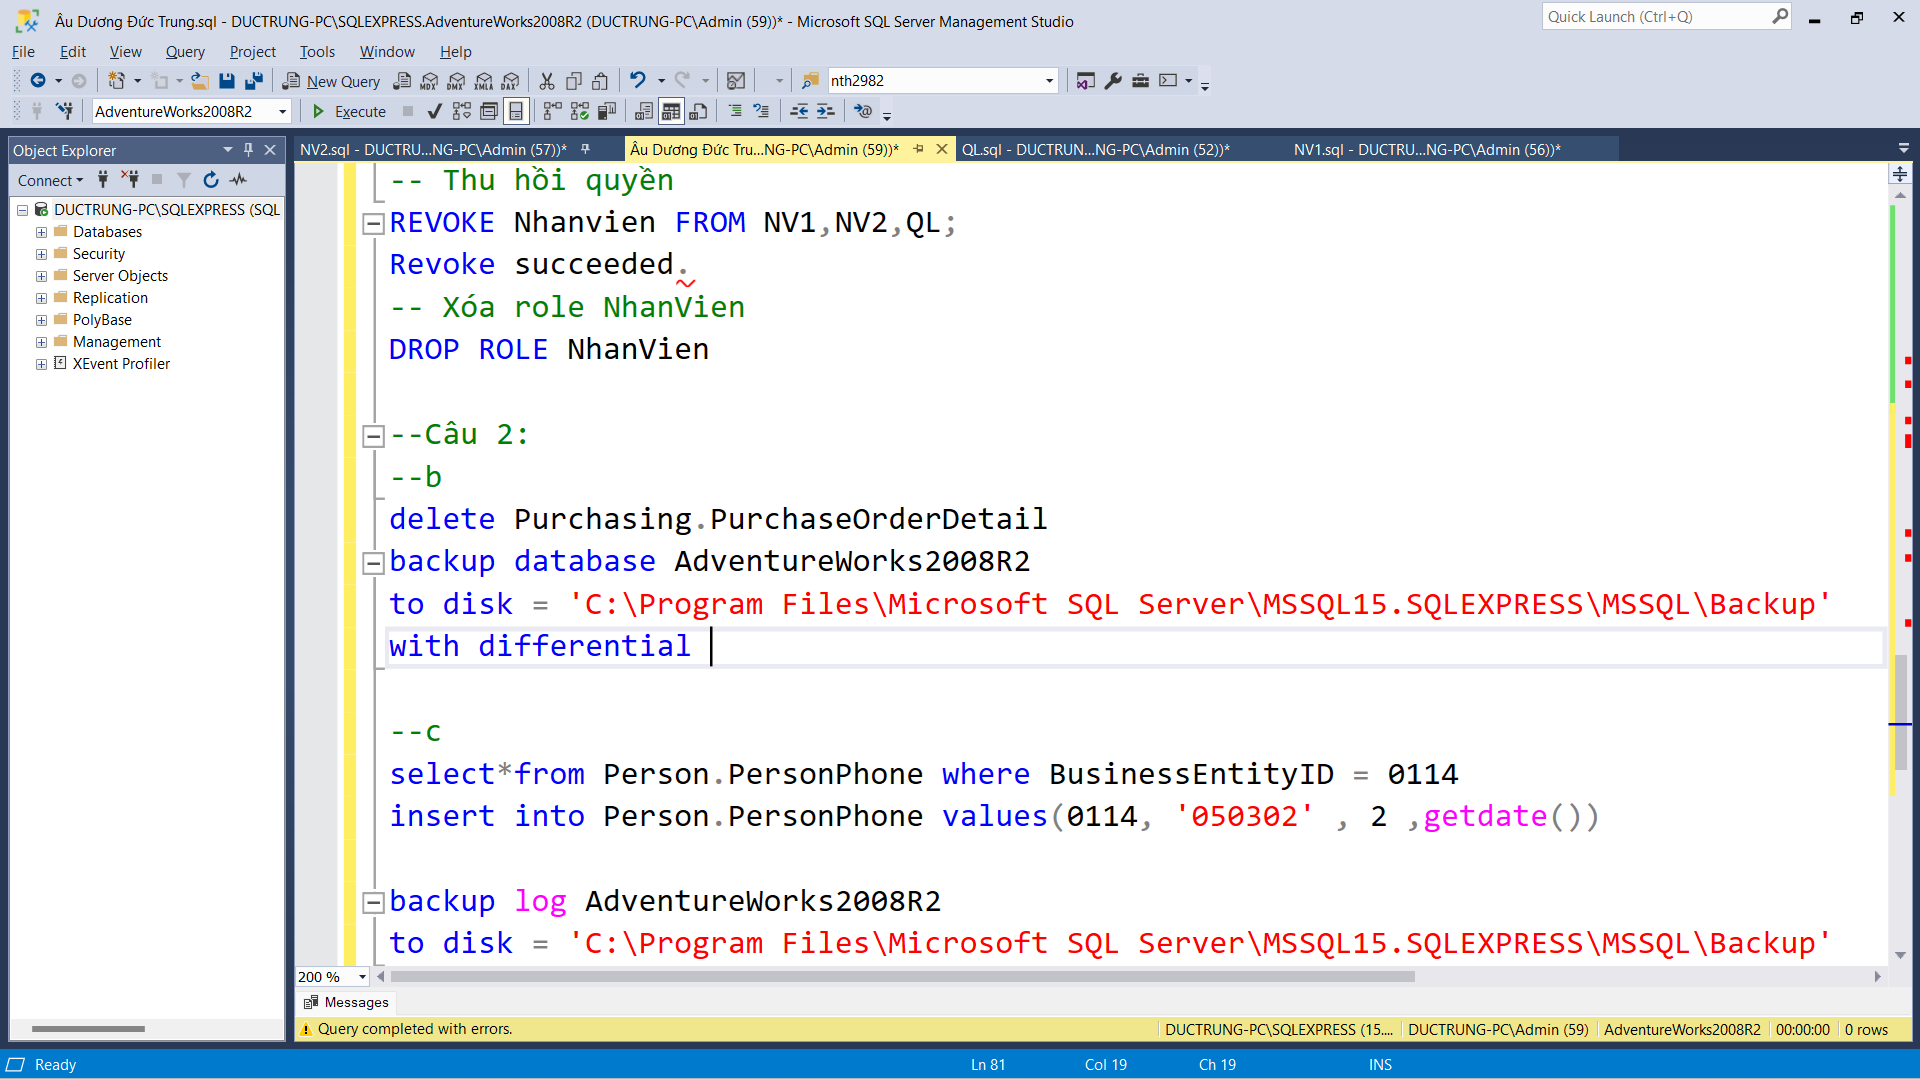 Âu Dương Đức Trung.sql - DUCTRUNG-PC\SQLEXPRESS.AdventureWorks2008R2 (DUCTRUNG-PC\Admin (59))* - Microsoft SQL Server Management Studio
Quick Launch (Ctrl+Q)
File Edit View Query Project Tools Window Help
New Query
MDX DMX XMLA DAX
nth2982
AdventureWorks2008R2
Execute
Object Explorer
NV2.sql - DUCTRU...NG-PC\Admin (57))*
Âu Dương Đức Tru...NG-PC\Admin (59))*
QL.sql - DUCTRUN...NG-PC\Admin (52))*
NV1.sql - DUCTRU...NG-PC\Admin (56))*
Connect
DUCTRUNG-PC\SQLEXPRESS (SQL
Databases
Security
Server Objects
Replication
PolyBase
Management
XEvent Profiler
-- Thu hồi quyền
REVOKE Nhanvien FROM NV1,NV2,QL;
Revoke succeeded.
-- Xóa role NhanVien
DROP ROLE NhanVien
--Câu 2:
--b
delete Purchasing.PurchaseOrderDetail
backup database AdventureWorks2008R2
to disk = 'C:\Program Files\Microsoft SQL Server\MSSQL15.SQLEXPRESS\MSSQL\Backup'
with differential
--c
select*from Person.PersonPhone where BusinessEntityID = 0114
insert into Person.PersonPhone values(0114, '050302' , 2 ,getdate())
backup log AdventureWorks2008R2
to disk = 'C:\Program Files\Microsoft SQL Server\MSSQL15.SQLEXPRESS\MSSQL\Backup'
200 %
Messages
Query completed with errors.
DUCTRUNG-PC\SQLEXPRESS (15.... DUCTRUNG-PC\Admin (59) AdventureWorks2008R2 00:00:00 0 rows
Ready
Ln 81 Col 19 Ch 19 INS